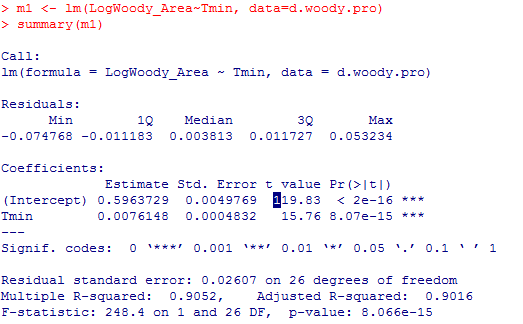 > m1 <- lm(LogWoody_Area~Tmin, data=d.woody.pro)
> summary(m1)
Call:
lm(formula = LogWoody_Area ~ Tmin, data = d.woody.pro)
Residuals:
      Min        1Q    Median        3Q       Max
-0.074768 -0.011183  0.003813  0.011727  0.053234
Coefficients:
             Estimate Std. Error t value Pr(>|t|)
(Intercept) 0.5963729  0.0049769  119.83  < 2e-16 ***
Tmin        0.0076148  0.0004832   15.76 8.07e-15 ***
---
Signif. codes:  0 ‘***’ 0.001 ‘**’ 0.01 ‘*’ 0.05 ‘.’ 0.1 ‘ ’ 1
Residual standard error: 0.02607 on 26 degrees of freedom
Multiple R-squared:  0.9052,    Adjusted R-squared:  0.9016
F-statistic: 248.4 on 1 and 26 DF,  p-value: 8.066e-15